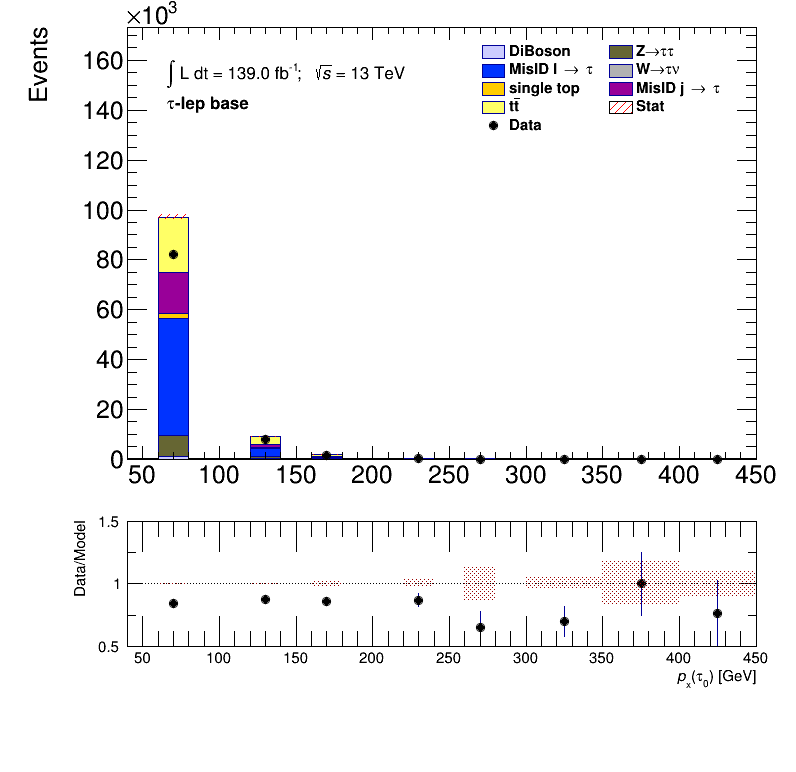 ×10³
Events
160
140
120
100
80
60
40
20
0
∫ L dt = 139.0 fb⁻¹; √s = 13 TeV
τ-lep base
DiBoson
Z→ττ
MisID l → τ
W→τν
single top
MisID j → τ
tt̄
Stat
Data
50 100 150 200 250 300 350 400 450
Data/Model
1.5
1
0.5
50 100 150 200 250 300 350 400 450
pₓ(τ₀) [GeV]